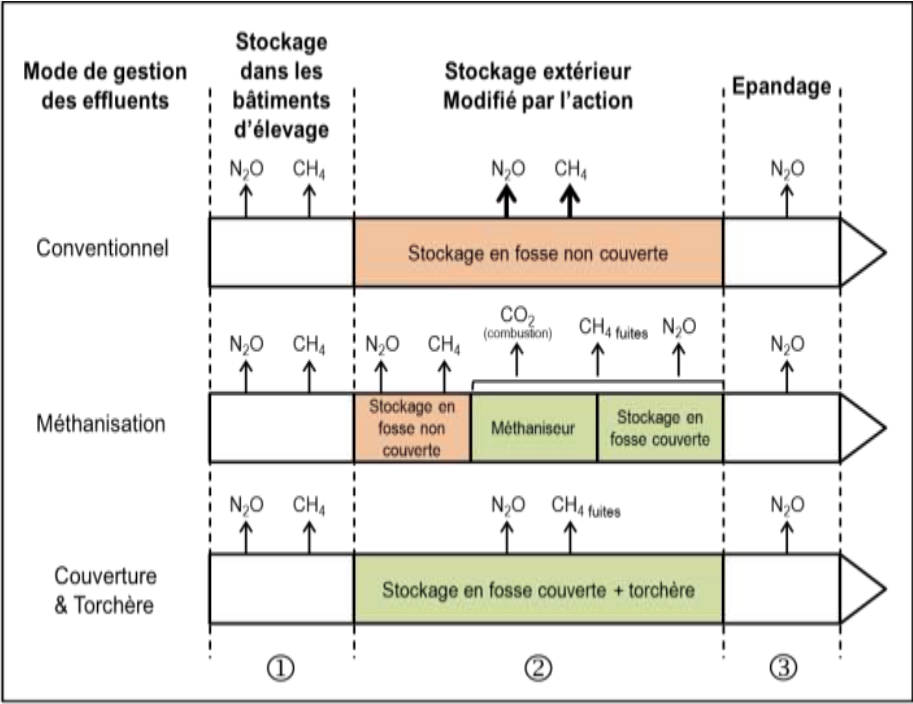 Mode de gestion
des effluents
Stockage
dans les
bâtiments
d'élevage
Stockage extérieur
Modifié par l'action
Epandage
N₂O CH₄ N₂O CH₄ N₂O
Conventionnel
Stockage en fosse non couverte
N₂O CH₄ N₂O CH₄ CO₂ (combustion) CH₄ fuites N₂O N₂O
Méthanisation
Stockage en
fosse non
couverte
Méthaniseur
Stockage en
fosse couverte
N₂O CH₄ N₂O CH₄ fuites N₂O
Couverture
& Torchère
Stockage en fosse couverte + torchère
① ② ③